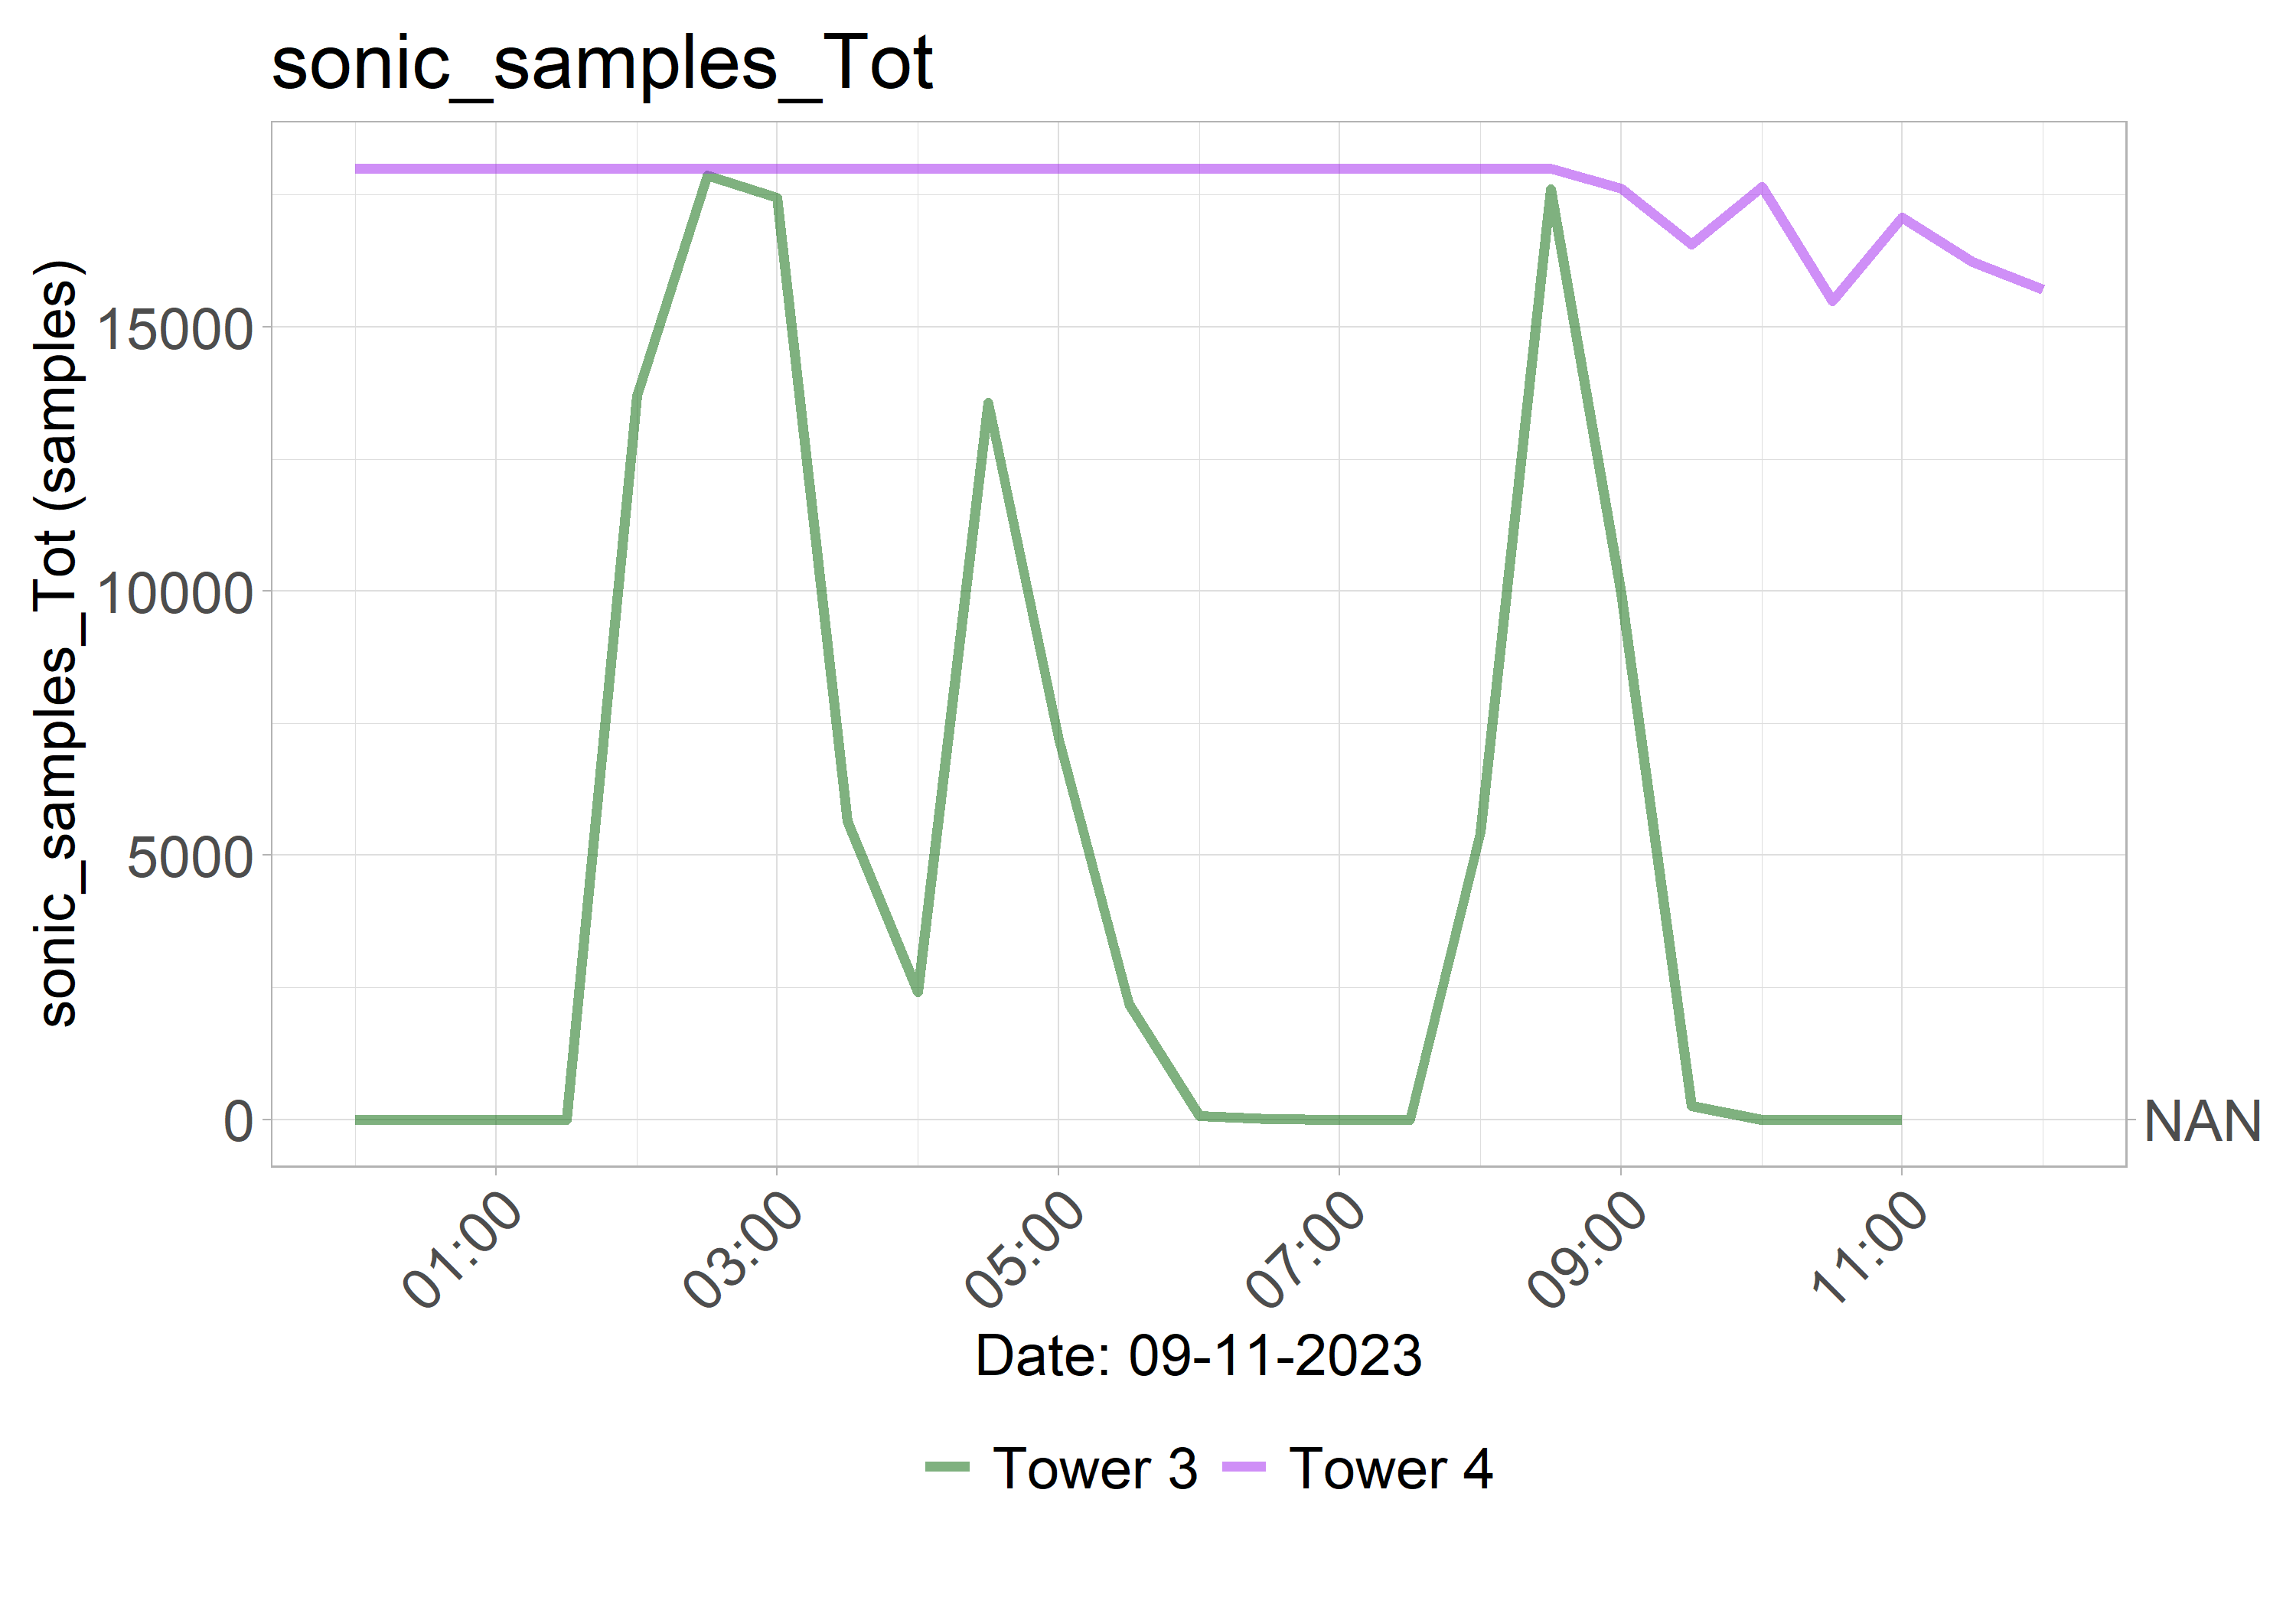 sonic_samples_Tot
sonic_samples_Tot (samples)
15000
10000
5000
0
NAN
01:00
03:00
05:00
07:00
09:00
11:00
Date: 09-11-2023
Tower 3
Tower 4